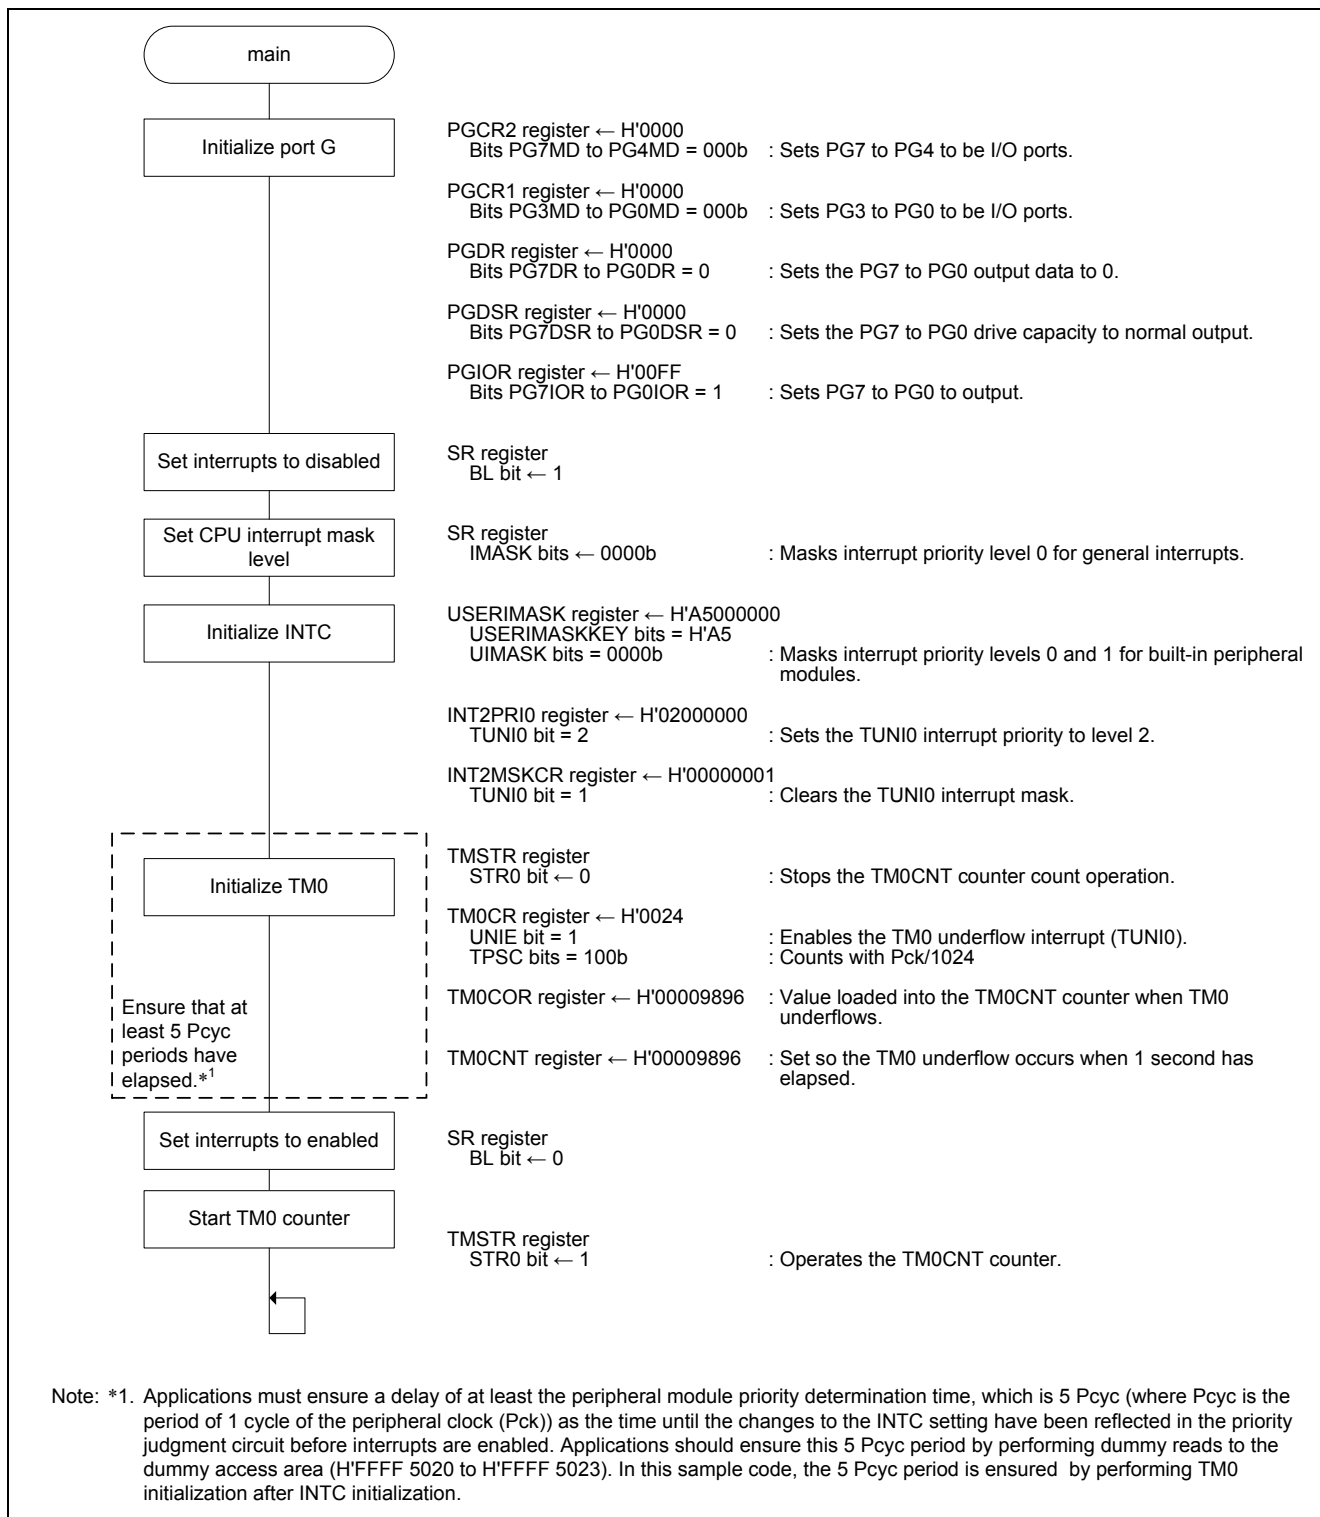 main
Initialize port G
PGCR2 register ← H'0000
Bits PG7MD to PG4MD = 000b : Sets PG7 to PG4 to be I/O ports.
PGCR1 register ← H'0000
Bits PG3MD to PG0MD = 000b : Sets PG3 to PG0 to be I/O ports.
PGDR register ← H'0000
Bits PG7DR to PG0DR = 0 : Sets the PG7 to PG0 output data to 0.
PGDSR register ← H'0000
Bits PG7DSR to PG0DSR = 0 : Sets the PG7 to PG0 drive capacity to normal output.
PGIOR register ← H'00FF
Bits PG7IOR to PG0IOR = 1 : Sets PG7 to PG0 to output.
Set interrupts to disabled
SR register
BL bit ← 1
Set CPU interrupt mask
level
SR register
IMASK bits ← 0000b : Masks interrupt priority level 0 for general interrupts.
Initialize INTC
USERIMASK register ← H'A5000000
USERIMASKKEY bits = H'A5
UIMASK bits = 0000b : Masks interrupt priority levels 0 and 1 for built-in peripheral
modules.
INT2PRI0 register ← H'02000000
TUNI0 bit = 2 : Sets the TUNI0 interrupt priority to level 2.
INT2MSKCR register ← H'00000001
TUNI0 bit = 1 : Clears the TUNI0 interrupt mask.
Initialize TM0
TMSTR register
STR0 bit ← 0 : Stops the TM0CNT counter count operation.
TM0CR register ← H'0024
UNIE bit = 1 : Enables the TM0 underflow interrupt (TUNI0).
TPSC bits = 100b : Counts with Pck/1024
TM0COR register ← H'00009896 : Value loaded into the TM0CNT counter when TM0
underflows.
TM0CNT register ← H'00009896 : Set so the TM0 underflow occurs when 1 second has
elapsed.
Ensure that at
least 5 Pcyc
periods have
elapsed.*1
Set interrupts to enabled
SR register
BL bit ← 0
Start TM0 counter
TMSTR register
STR0 bit ← 1 : Operates the TM0CNT counter.
Note: *1. Applications must ensure a delay of at least the peripheral module priority determination time, which is 5 Pcyc (where Pcyc is the
period of 1 cycle of the peripheral clock (Pck)) as the time until the changes to the INTC setting have been reflected in the priority
judgment circuit before interrupts are enabled. Applications should ensure this 5 Pcyc period by performing dummy reads to the
dummy access area (H'FFFF 5020 to H'FFFF 5023). In this sample code, the 5 Pcyc period is ensured by performing TM0
initialization after INTC initialization.